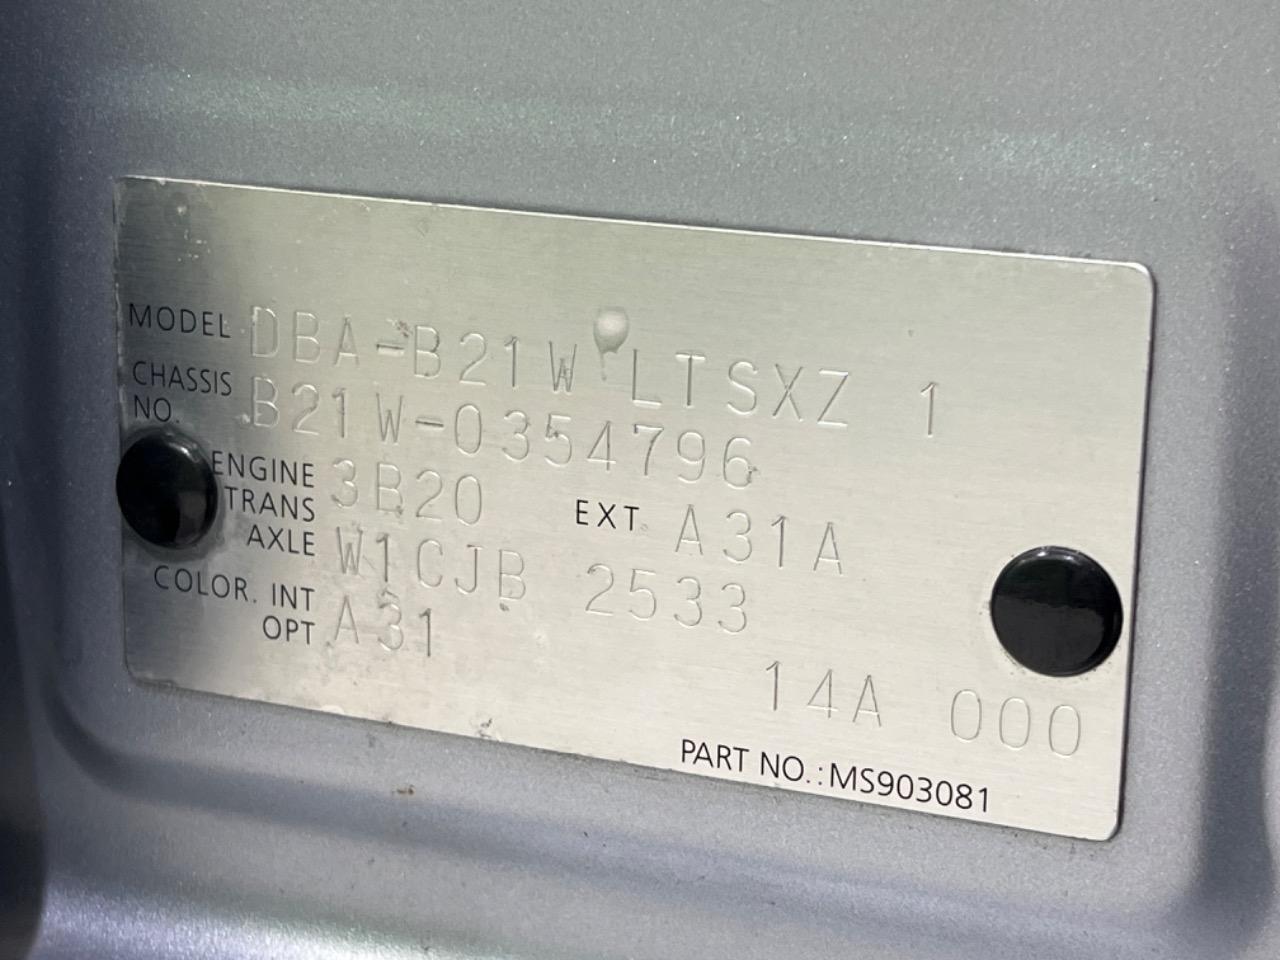 MODEL DBA-B21W LTSXZ 1
CHASSIS NO. B21W-0354796
ENGINE 3B20 EXT A31A
TRANS AXLE W1CJB 2533
COLOR. INT OPT A31
14A 000
PART NO.:MS903081